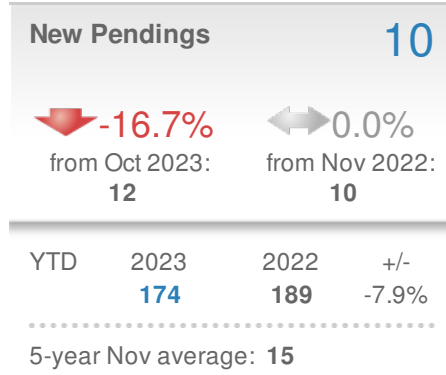 New Pendings 10
-16.7% 0.0%
from Oct 2023: from Nov 2022:
12 10
YTD 2023 2022 +/-
174 189 -7.9%
5-year Nov average: 15